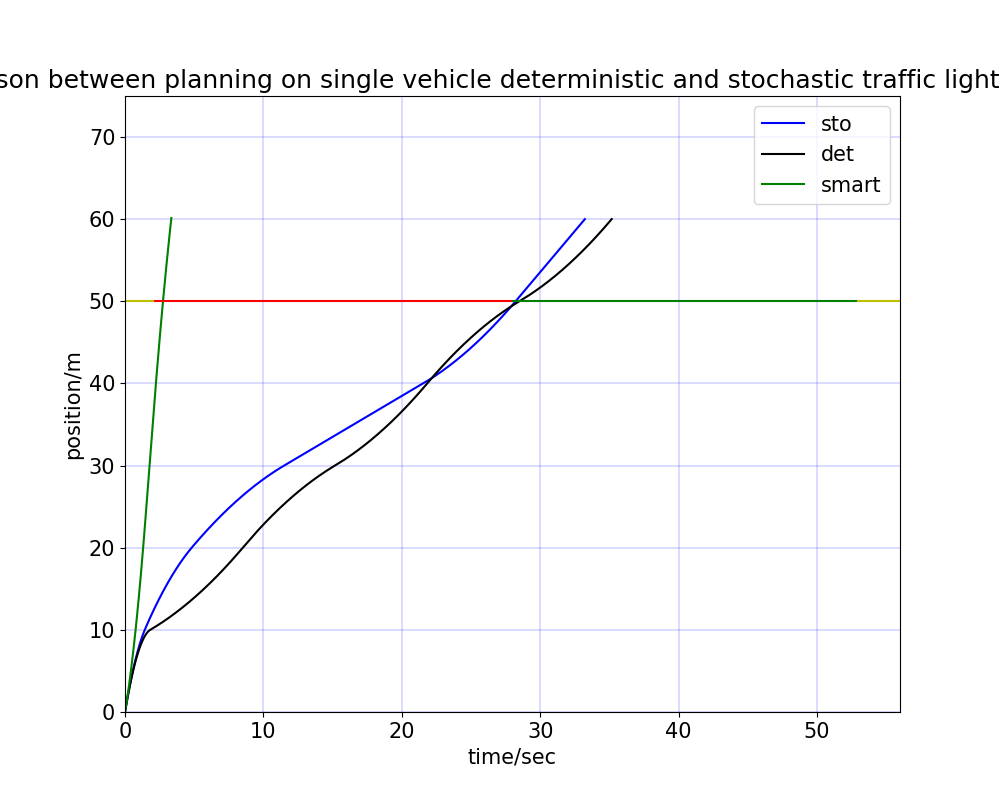 son between planning on single vehicle deterministic and stochastic traffic light
sto
det
smart
70
60
50
40
30
20
10
0
position/m
0 10 20 30 40 50
time/sec